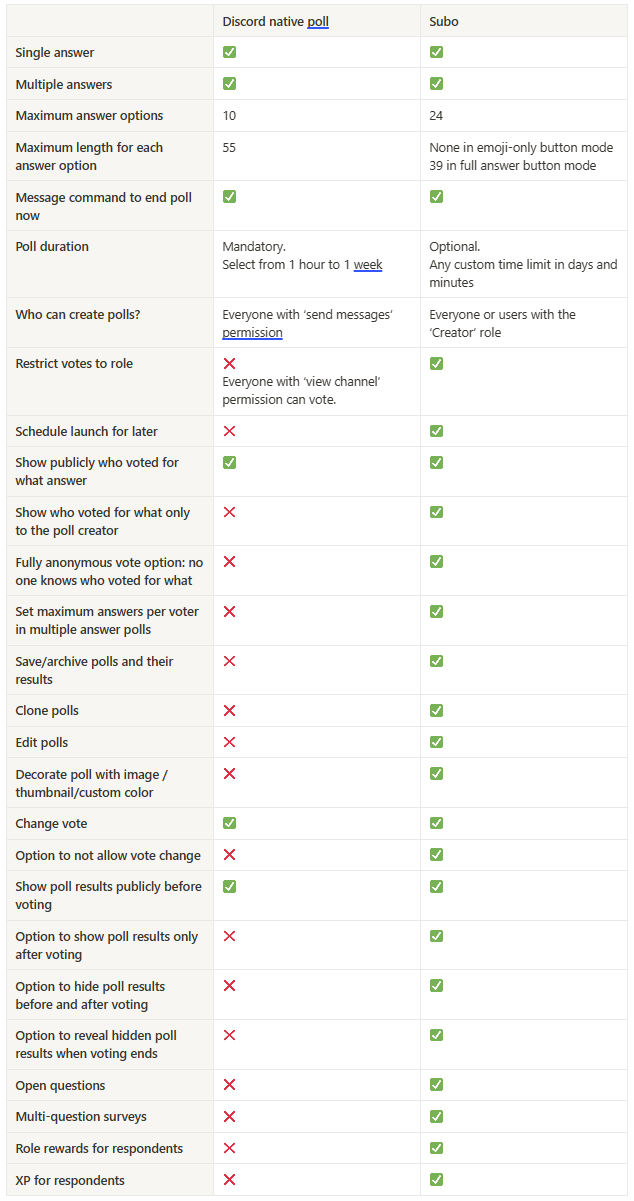 Discord native poll
Subo
Single answer
✅
✅
Multiple answers
✅
✅
Maximum answer options
10
24
Maximum length for each
answer option
55
None in emoji-only button mode
39 in full answer button mode
Message command to end poll
now
✅
✅
Poll duration
Mandatory.
Select from 1 hour to 1 week
Optional.
Any custom time limit in days and
minutes
Who can create polls?
Everyone with ‘send messages’
permission
Everyone or users with the
‘Creator’ role
Restrict votes to role
❌
Everyone with ‘view channel’
permission can vote.
✅
Schedule launch for later
❌
✅
Show publicly who voted for
what answer
✅
✅
Show who voted for what only
to the poll creator
❌
✅
Fully anonymous vote option: no
one knows who voted for what
❌
✅
Set maximum answers per voter
in multiple answer polls
❌
✅
Save/archive polls and their
results
❌
✅
Clone polls
❌
✅
Edit polls
❌
✅
Decorate poll with image /
thumbnail/custom color
❌
✅
Change vote
✅
✅
Option to not allow vote change
❌
✅
Show poll results publicly before
voting
✅
✅
Option to show poll results only
after voting
❌
✅
Option to hide poll results
before and after voting
❌
✅
Option to reveal hidden poll
results when voting ends
❌
✅
Open questions
❌
✅
Multi-question surveys
❌
✅
Role rewards for respondents
❌
✅
XP for respondents
❌
✅